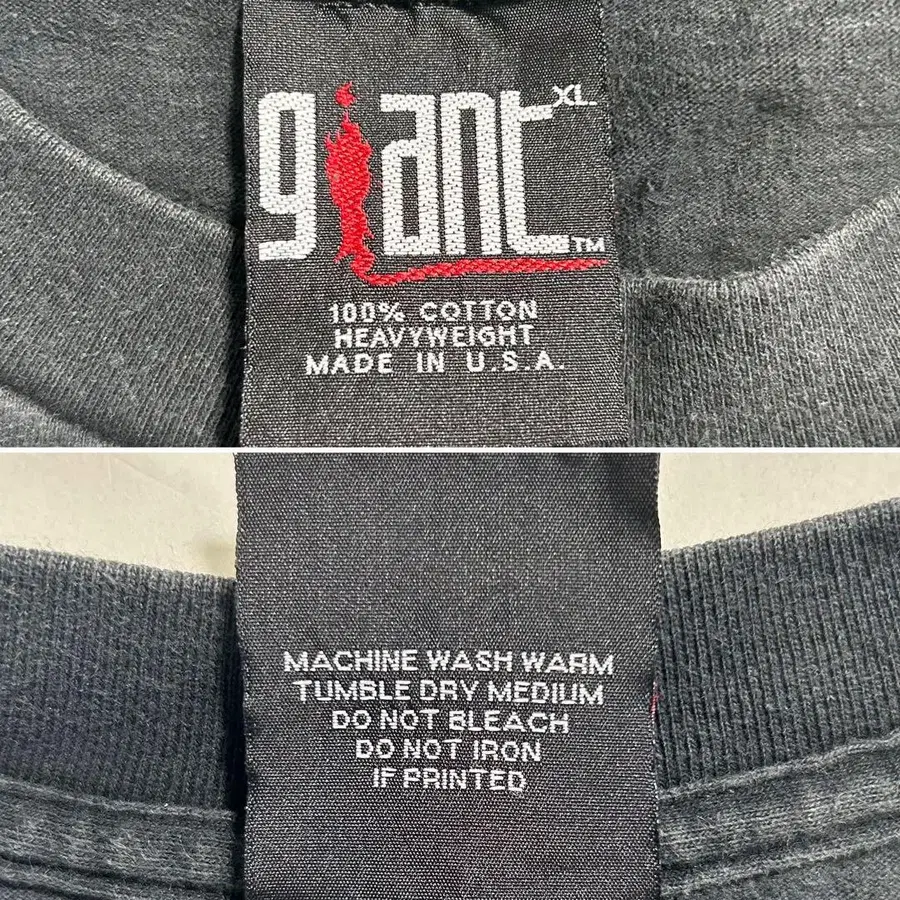 giant XL
TM
100% COTTON
HEAVYWEIGHT
MADE IN U.S.A.
MACHINE WASH WARM
TUMBLE DRY MEDIUM
DO NOT BLEACH
DO NOT IRON
IF PRINTED